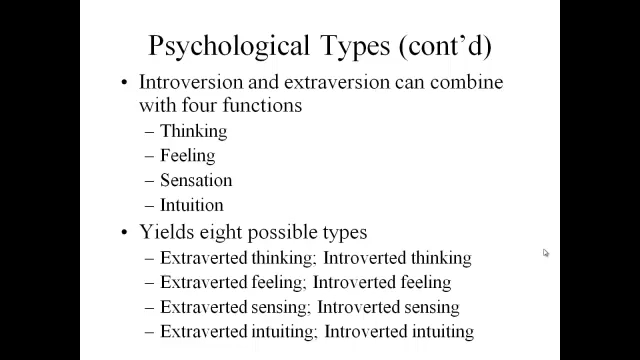 Psychological Types (cont’d)
• Introversion and extraversion can combine
with four functions
– Thinking
– Feeling
– Sensation
– Intuition
• Yields eight possible types
– Extraverted thinking; Introverted thinking
– Extraverted feeling; Introverted feeling
– Extraverted sensing; Introverted sensing
– Extraverted intuiting; Introverted intuiting